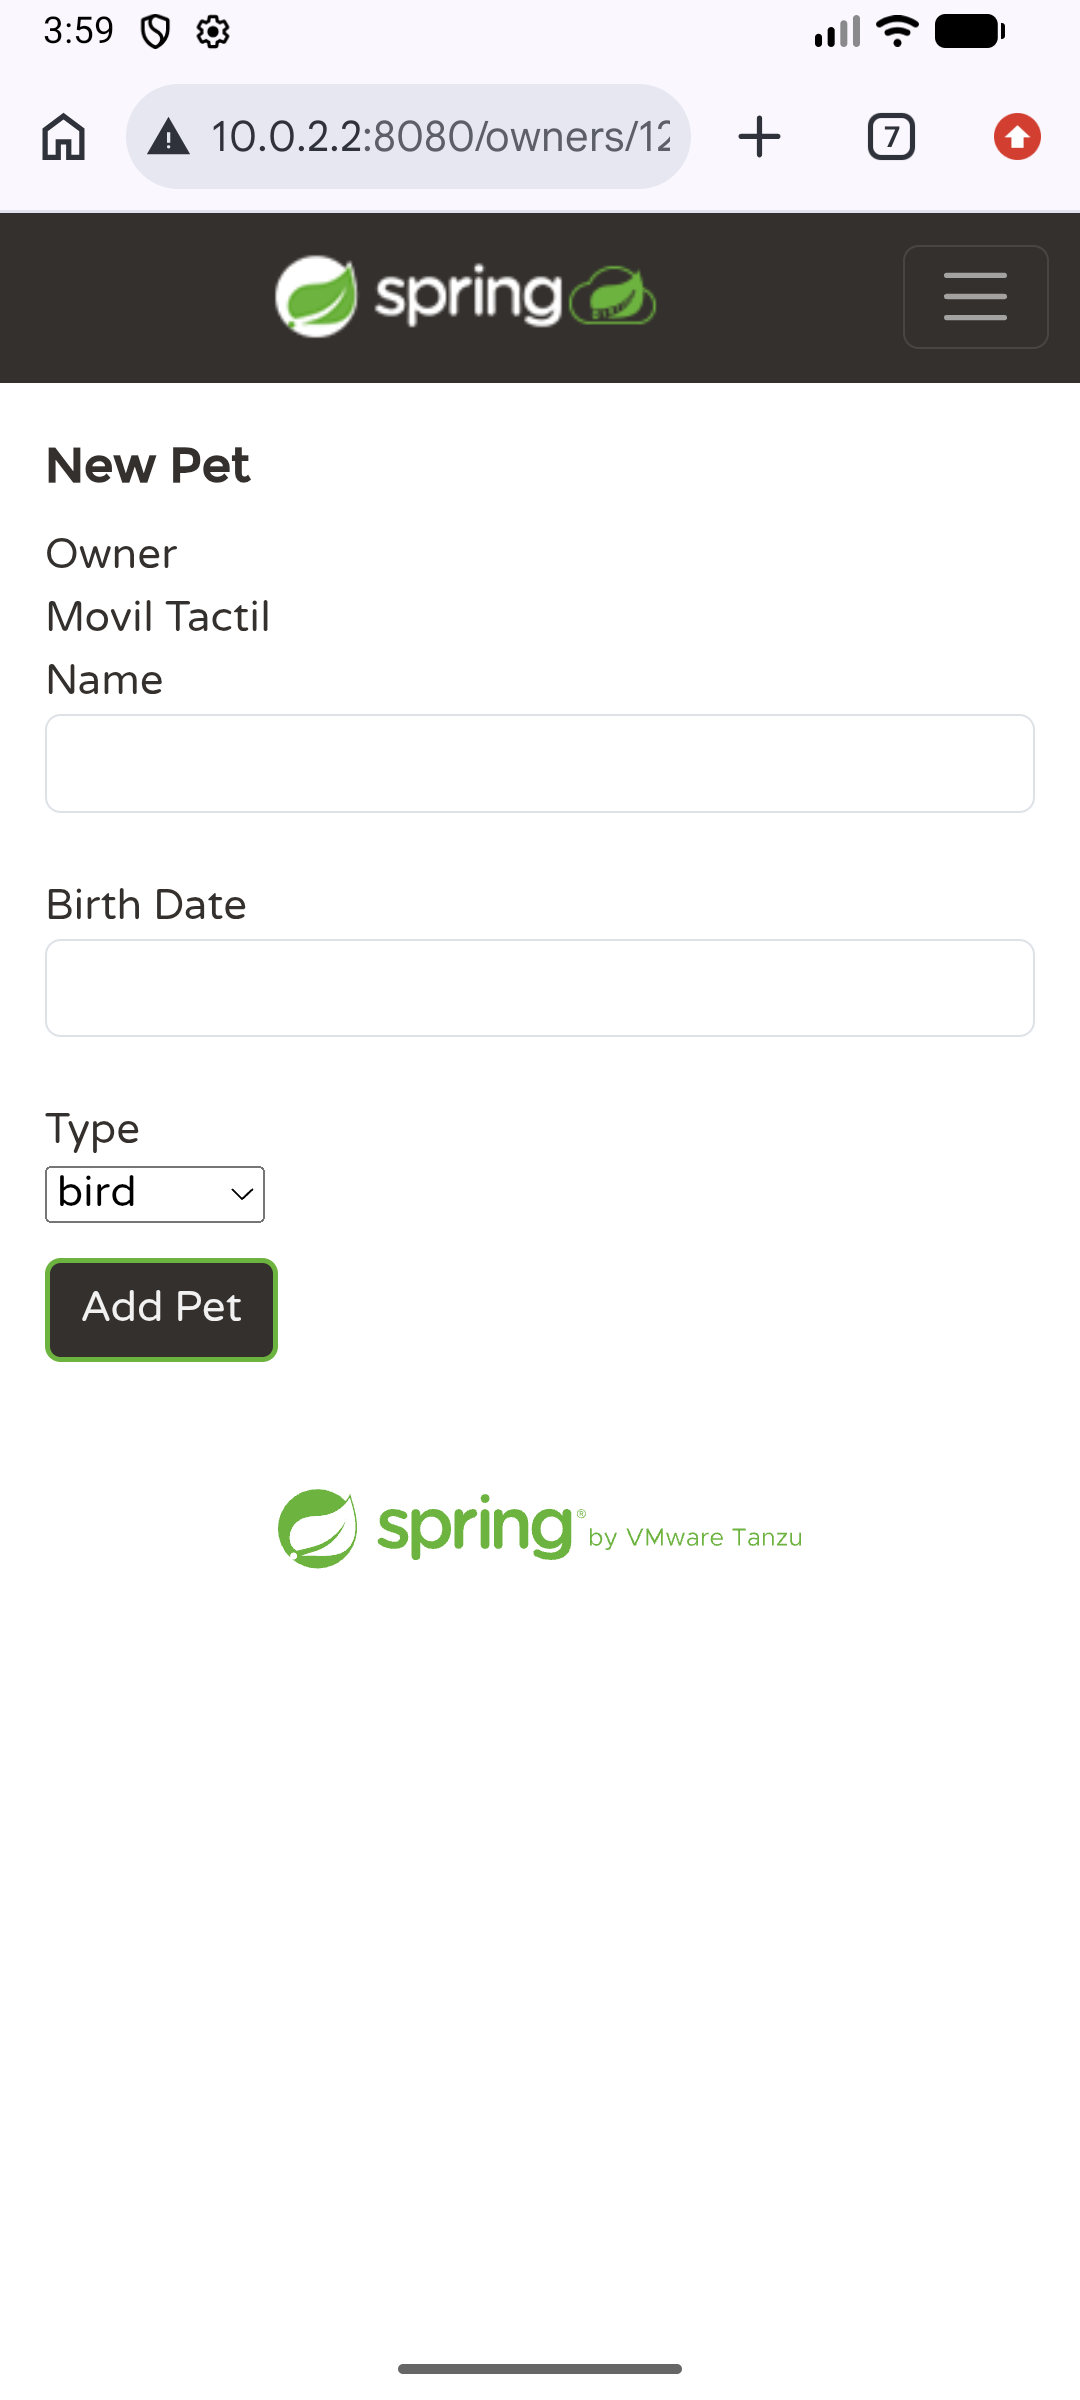 3:59
10.0.2.2:8080/owners/12
7
spring
New Pet
Owner
Movil Tactil
Name
Birth Date
Type
bird
Add Pet
spring® by VMware Tanzu